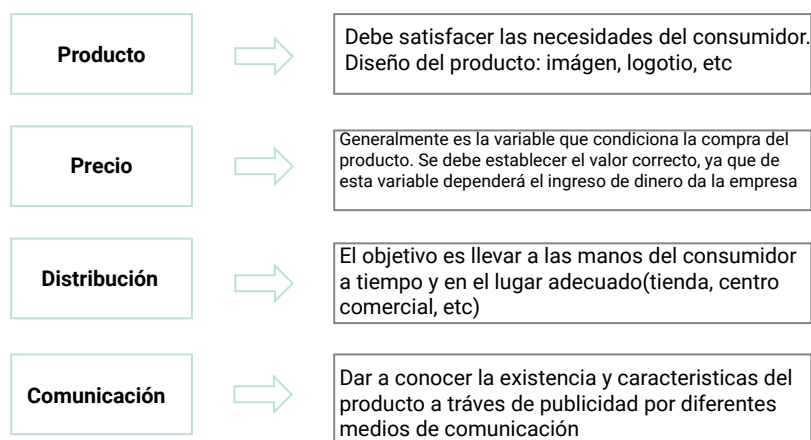 Producto
Debe satisfacer las necesidades del consumidor.
Diseño del producto: imágen, logotio, etc
Precio
Generalmente es la variable que condiciona la compra del
producto. Se debe establecer el valor correcto, ya que de
esta variable dependerá el ingreso de dinero da la empresa
Distribución
El objetivo es llevar a las manos del consumidor
a tiempo y en el lugar adecuado(tienda, centro
comercial, etc)
Comunicación
Dar a conocer la existencia y caracteristicas del
producto a tráves de publicidad por diferentes
medios de comunicación